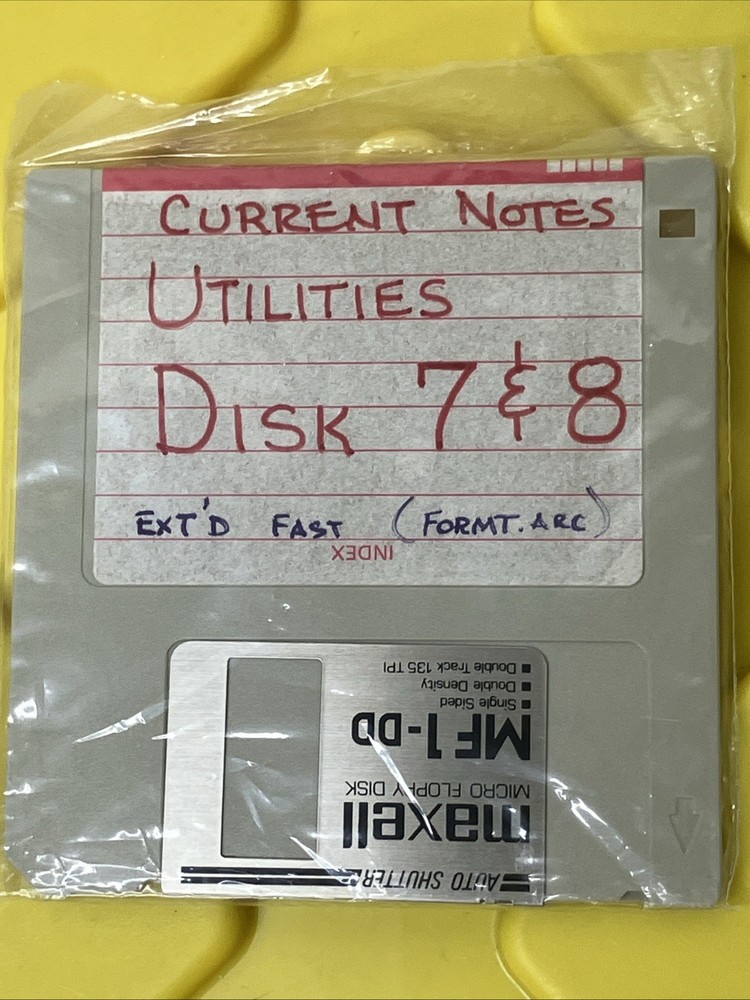 CURRENT NOTES
UTILITIES
DISK 7 & 8
EXT'D FAST (FORMT.ARC)
INDEX
AUTO SHUTTER
maxell
MICRO FLOPPY DISK
MF1-DD
■ Single Sided
■ Double Density
■ Double Track 135 TPI